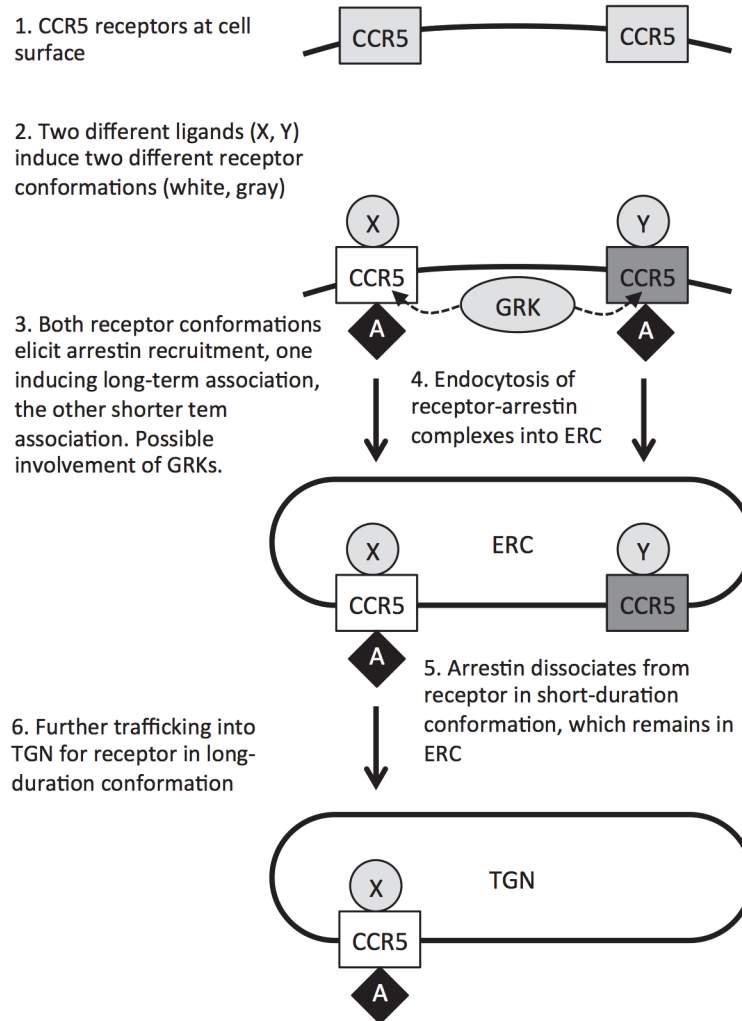 1. CCR5 receptors at cell
surface
CCR5
CCR5
2. Two different ligands (X, Y)
induce two different receptor
conformations (white, gray)
X
Y
CCR5
CCR5
GRK
A
A
3. Both receptor conformations
elicit arrestin recruitment, one
inducing long-term association,
the other shorter tem
association. Possible
involvement of GRKs.
4. Endocytosis of
receptor-arrestin
complexes into ERC
X
ERC
Y
CCR5
CCR5
A
5. Arrestin dissociates from
receptor in short-duration
conformation, which remains in
ERC
6. Further trafficking into
TGN for receptor in long-
duration conformation
TGN
X
CCR5
A